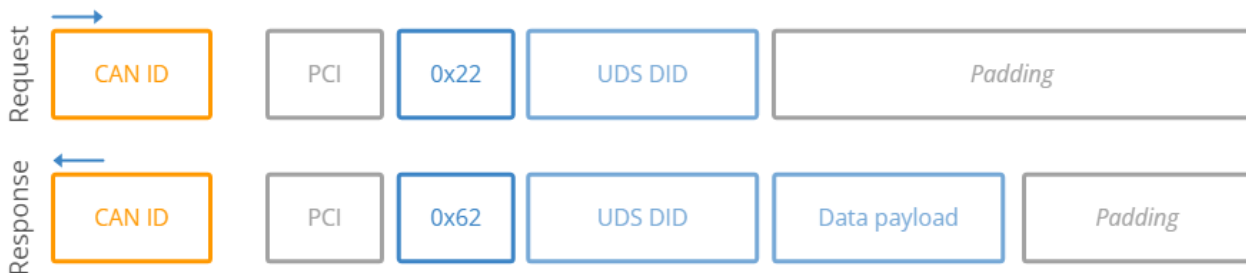 Request
CAN ID PCI 0x22 UDS DID Padding
Response
CAN ID PCI 0x62 UDS DID Data payload Padding